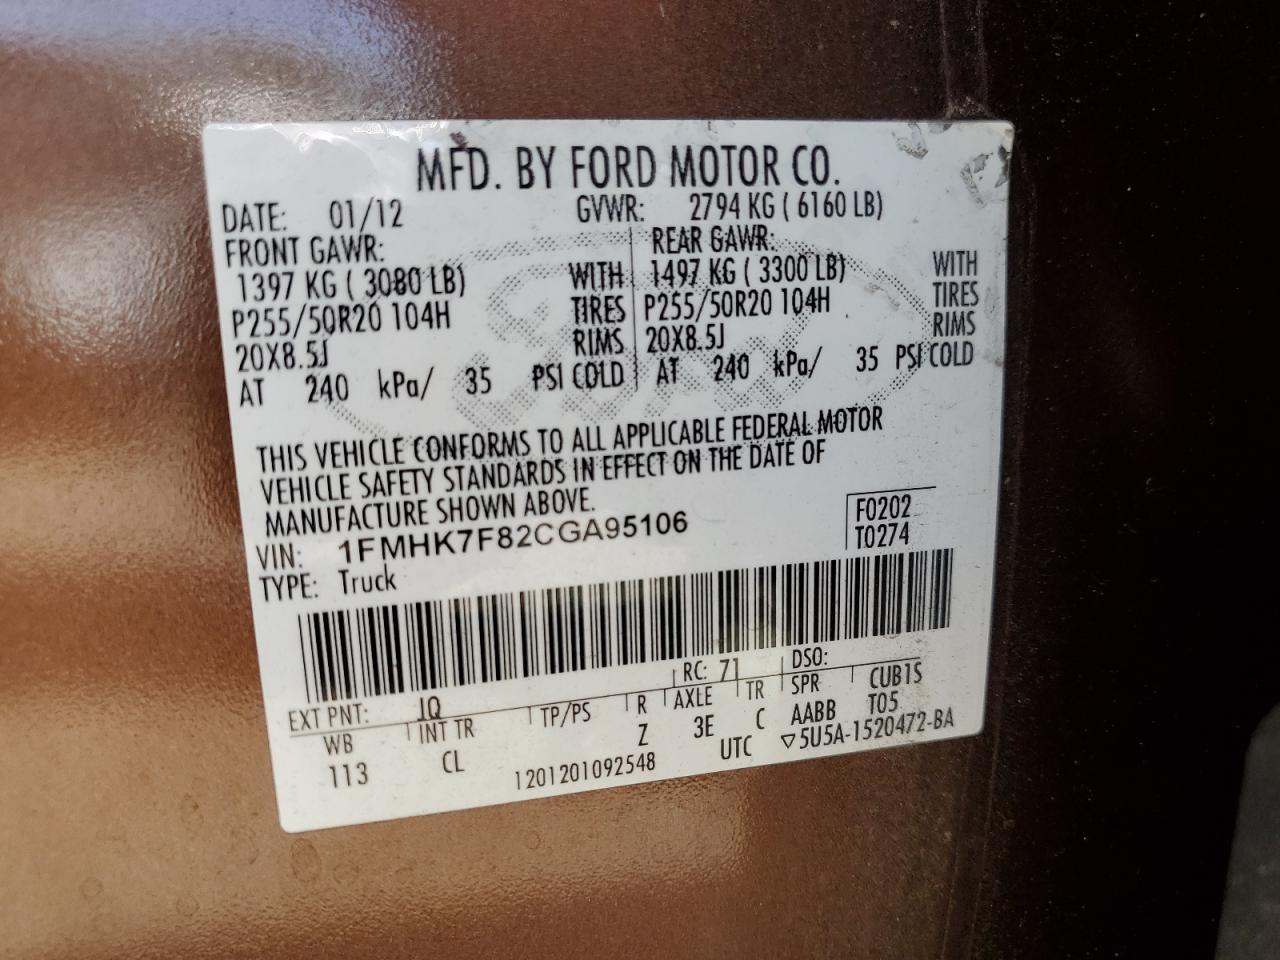 MFD. BY FORD MOTOR CO.
DATE: 01/12 GVWR: 2794 KG ( 6160 LB)
FRONT GAWR: REAR GAWR:
1397 KG ( 3080 LB) WITH 1497 KG ( 3300 LB) WITH
P255/50R20 104H TIRES P255/50R20 104H TIRES
20X8.5J RIMS 20X8.5J RIMS
AT 240 kPa/ 35 PSI COLD AT 240 kPa/ 35 PSI COLD
THIS VEHICLE CONFORMS TO ALL APPLICABLE FEDERAL MOTOR
VEHICLE SAFETY STANDARDS IN EFFECT ON THE DATE OF
MANUFACTURE SHOWN ABOVE.
VIN: 1FMHK7F82CGA95106 F0202
TYPE: Truck T0274
EXT PNT: JQ RC: 71 DSO:
WB INT TR TP/PS R AXLE TR SPR CUB1S
113 CL Z 3E C AABB T05
1201201092548 UTC ▽5U5A-1520472-BA